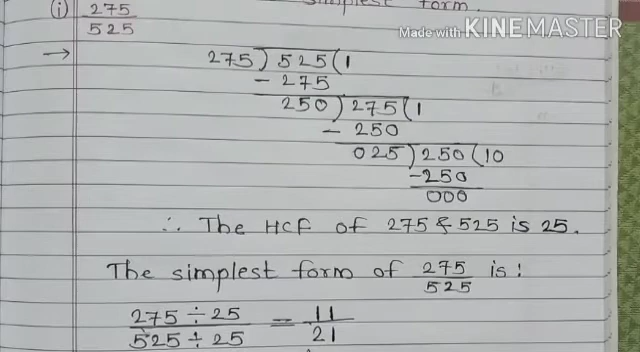 simplest form.
(i) 275
525
Made with KINEMASTER
→ 275 ) 525 ( 1
- 275
250 ) 275 ( 1
- 250
025 ) 250 ( 10
-250
000
∴ The HCF of 275 & 525 is 25.
The simplest form of 275/525 is :
275 ÷ 25 / 525 ÷ 25 = 11/21